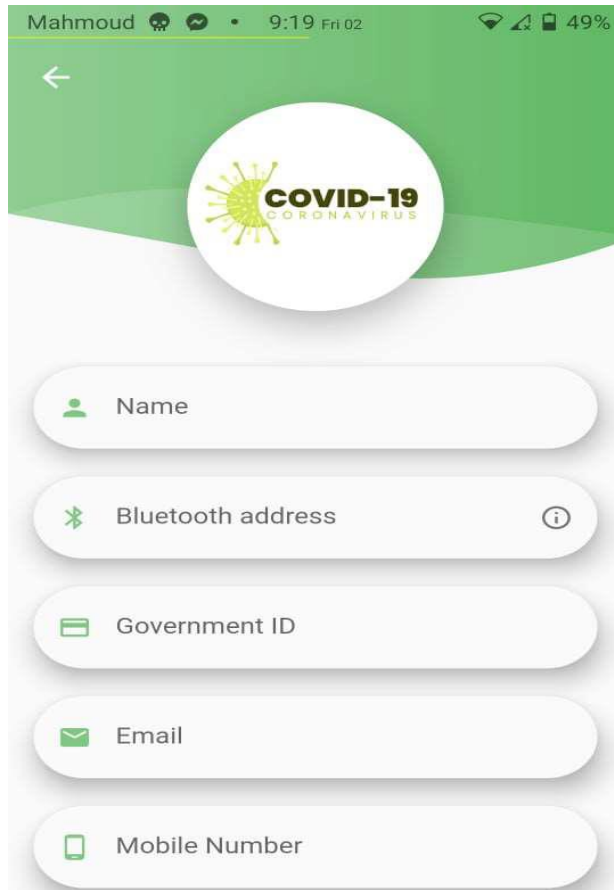 Mahmoud • 9:19 Fri 02 49%
COVID-19
CORONAVIRUS
Name
Bluetooth address
Government ID
Email
Mobile Number